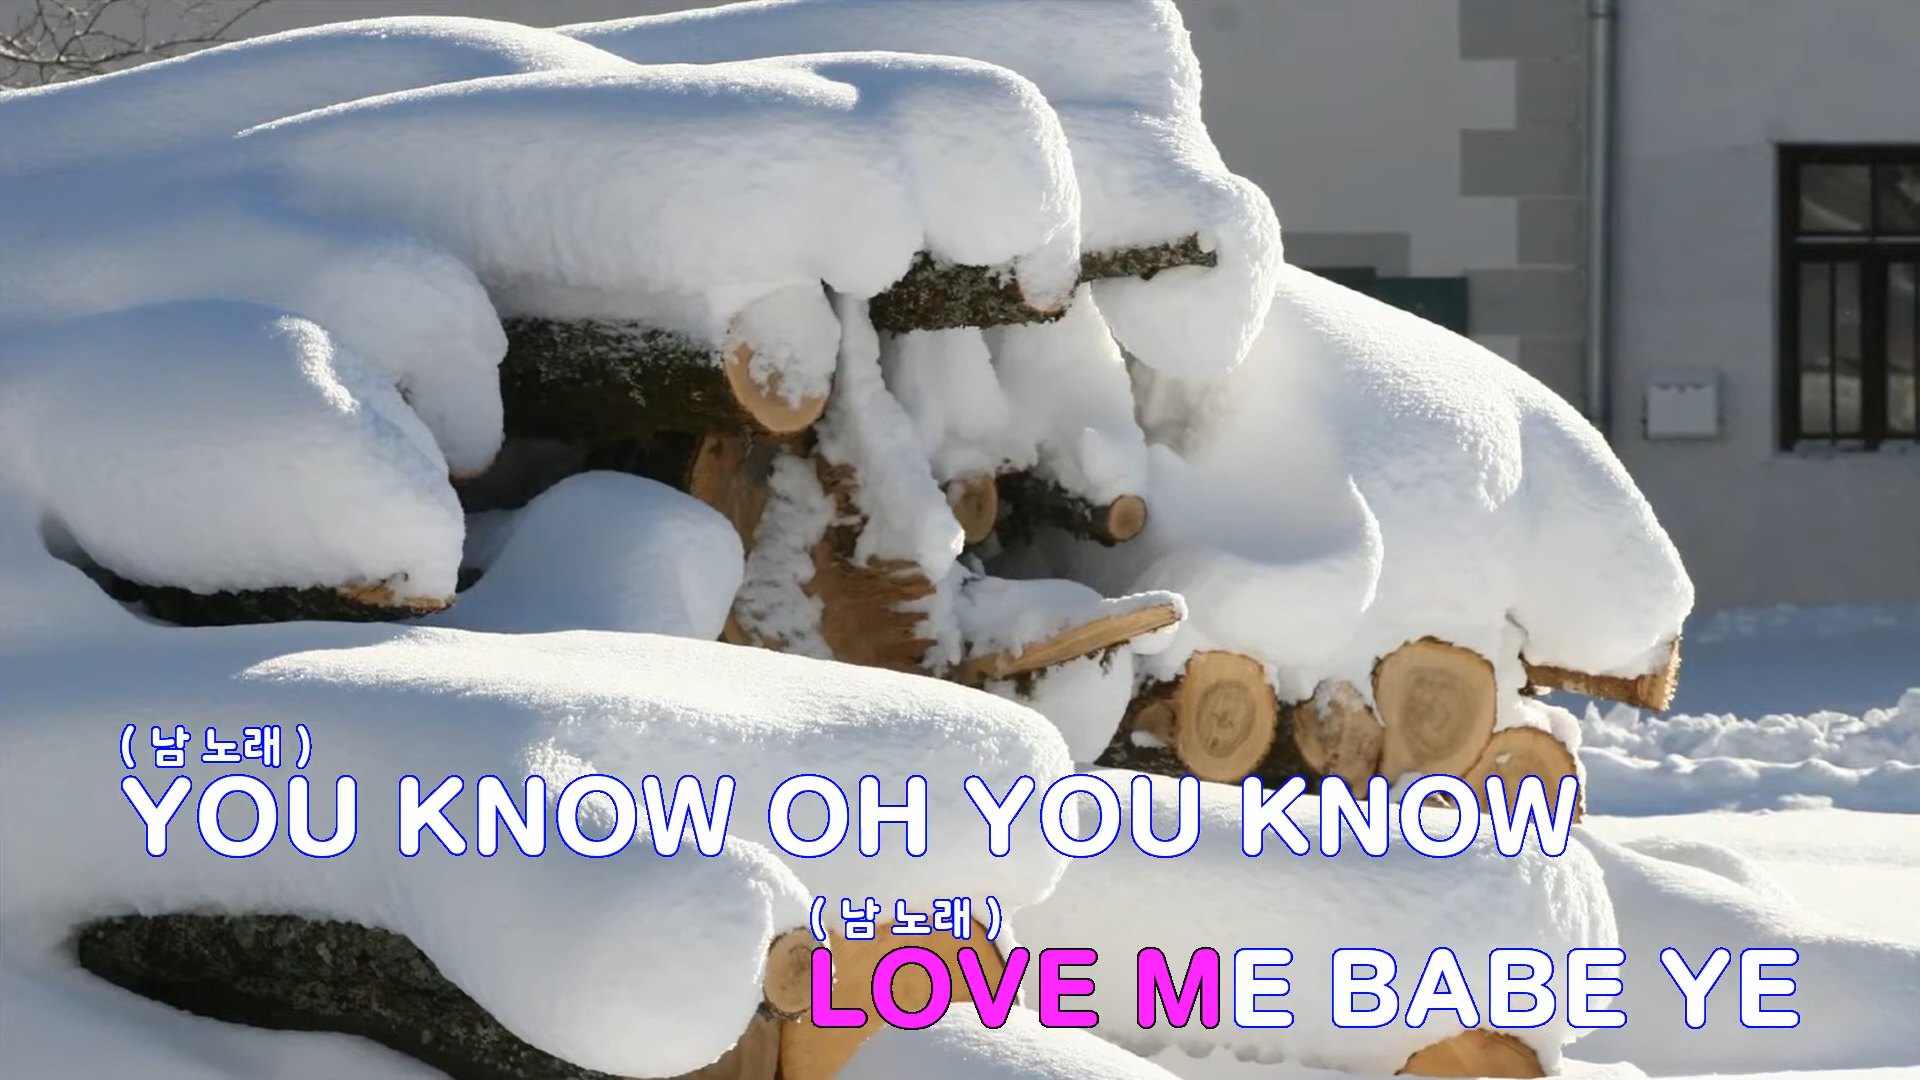 ( 남 노래 )
YOU KNOW OH YOU KNOW
( 남 노래 )
LOVE ME BABE YE